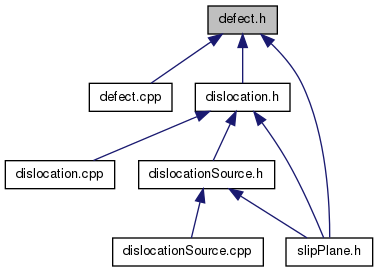 defect.h
defect.cpp
dislocation.h
dislocation.cpp
dislocationSource.h
dislocationSource.cpp
slipPlane.h